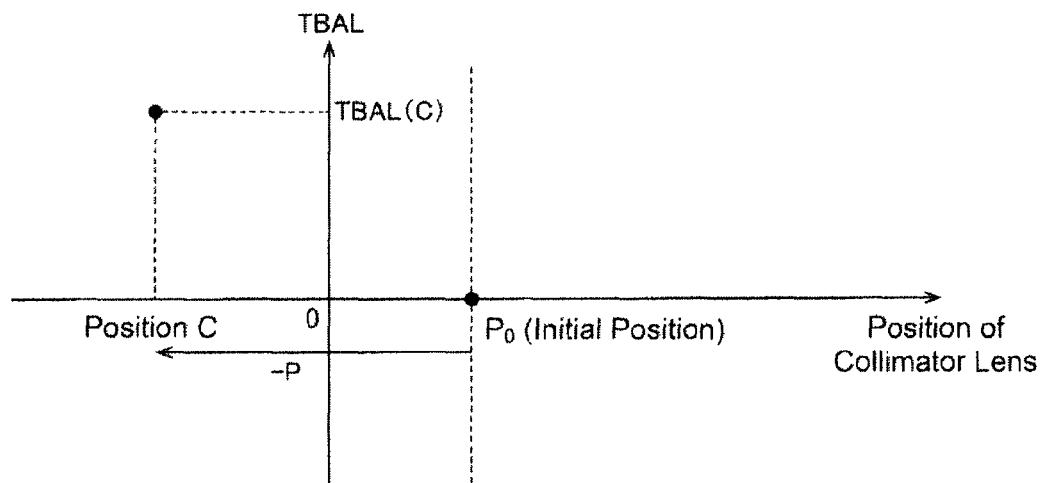 TBAL
TBAL(C)
Position C
0
P₀ (Initial Position)
Position of
Collimator Lens
−P